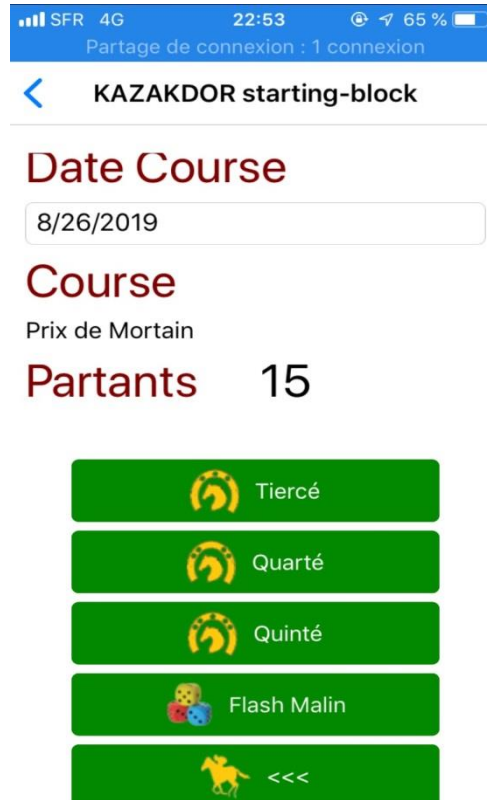 SFR 4G 22:53 65 %
Partage de connexion : 1 connexion
KAZAKDOR starting-block
Date Course
8/26/2019
Course
Prix de Mortain
Partants 15
Tiercé
Quarté
Quinté
Flash Malin
<<<